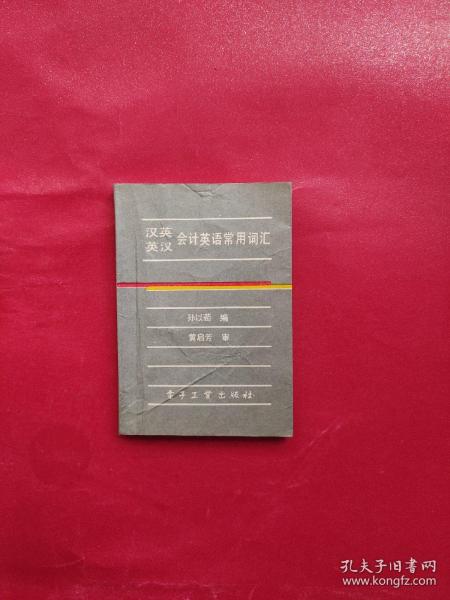 汉英
英汉
会计英语常用词汇
孙以茹 编
黄启芳 审
电子工业出版社
孔夫子旧书网
www.kongfz.com